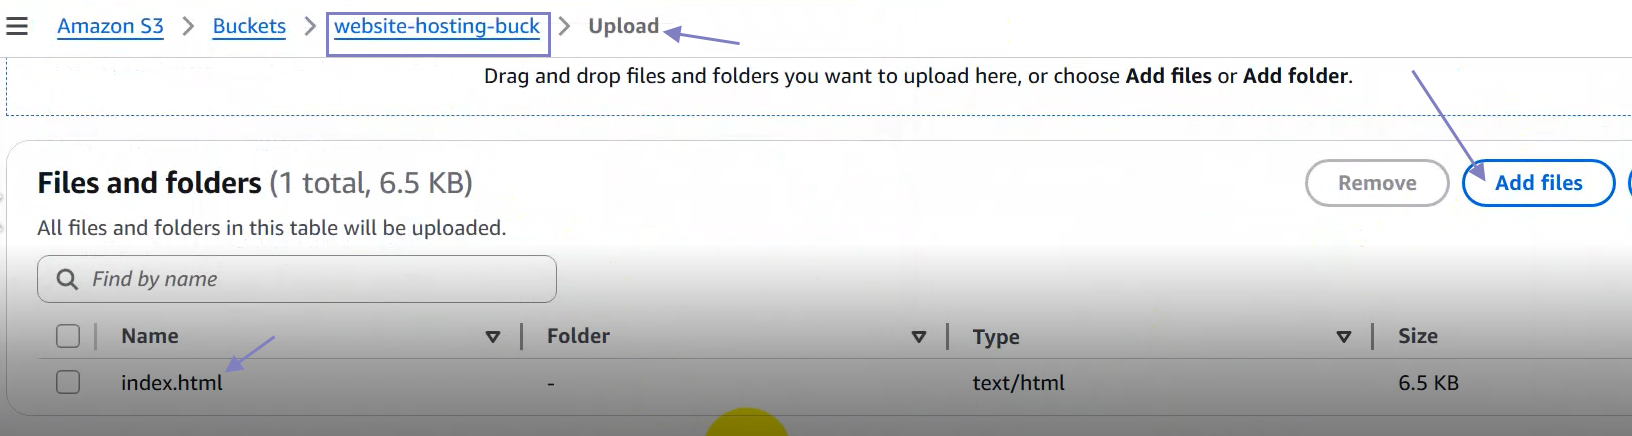 Amazon S3 > Buckets > website-hosting-buck > Upload
Drag and drop files and folders you want to upload here, or choose Add files or Add folder.
Files and folders (1 total, 6.5 KB)
Remove
Add files
All files and folders in this table will be uploaded.
Find by name
Name Folder Type Size
index.html - text/html 6.5 KB